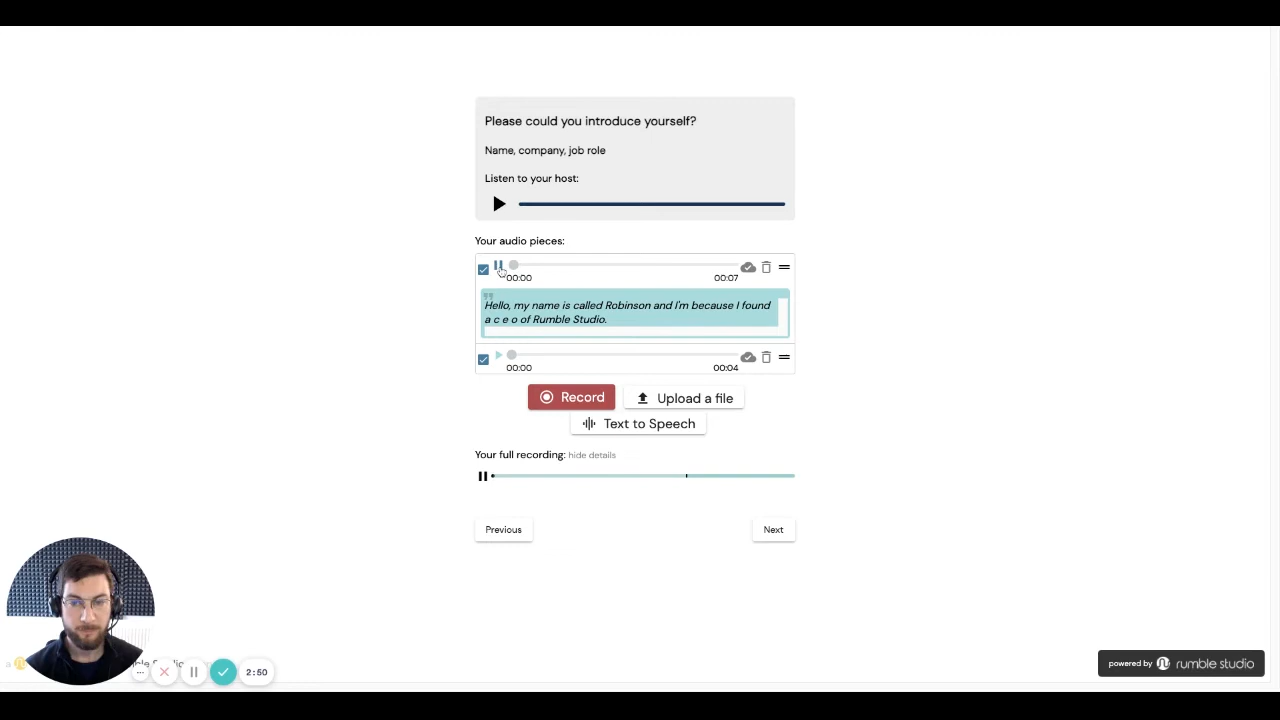 Please could you introduce yourself?
Name, company, job role
Listen to your host:
Your audio pieces:
00:00
00:07
Hello, my name is called Robinson and I'm because I found
a c e o of Rumble Studio.
00:00
00:04
Record
Upload a file
Text to Speech
Your full recording: hide details
Previous
Next
2:50
powered by rumble studio